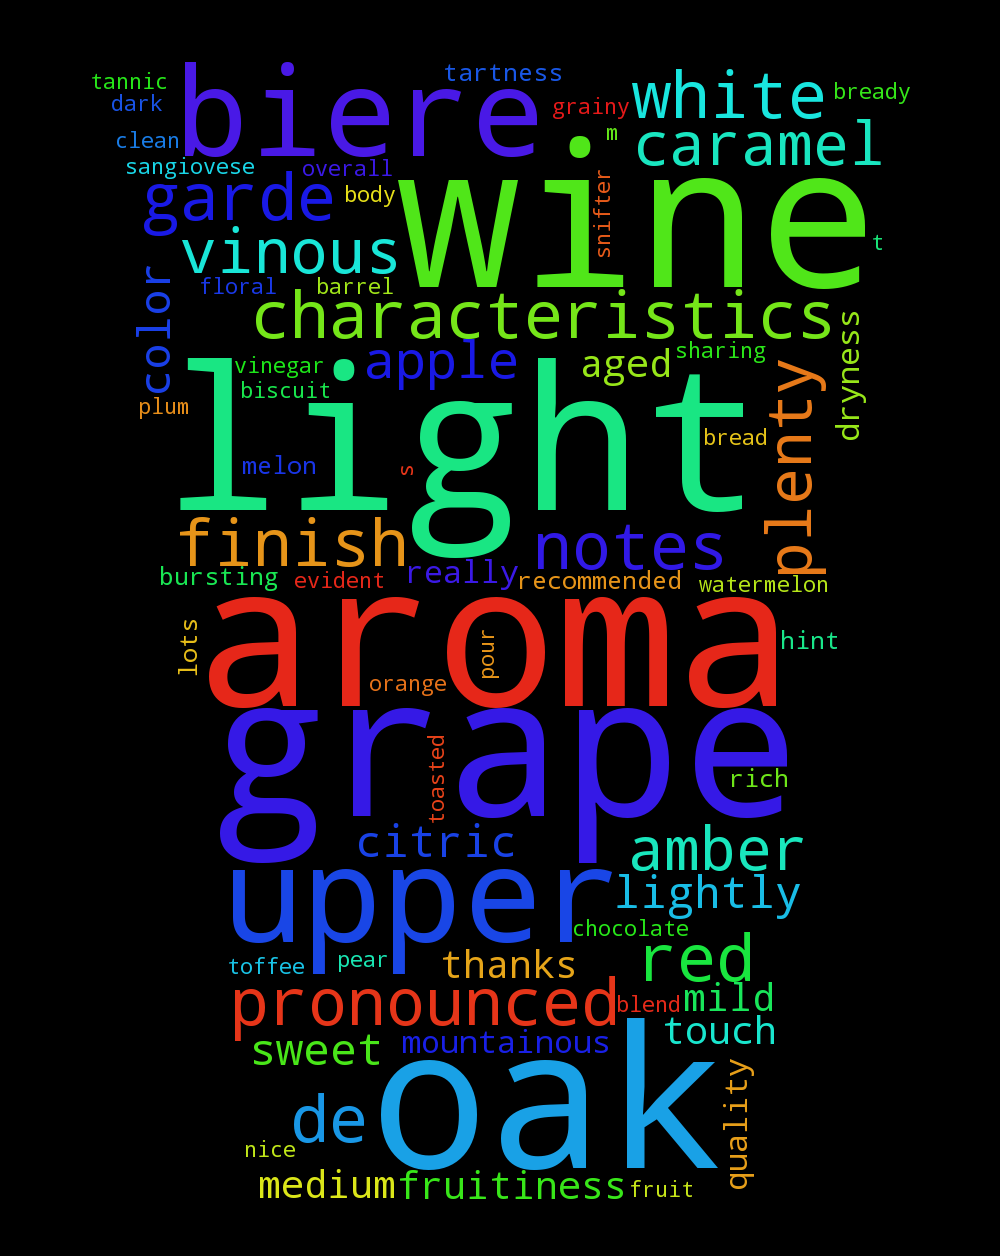 tartness
tannic
biere
white
bready
dark
grainy
m
clean
caramel
sangiovese
overall
wine
garde
body
snifter
vinous
t
color
floral
barrel
characteristics
dryness
vinegar
apple
aged
sharing
biscuit
light
plenty
plum
bread
melon
s
finish
notes
bursting
evident
really
recommended
watermelon
lots
aroma
pour
hint
orange
grape
toasted
rich
citric
amber
upper
lightly
chocolate
toffee
pear
thanks
red
pronounced
blend
mild
sweet
mountainous
touch
oak
quality
de
nice
medium
fruitiness
fruit